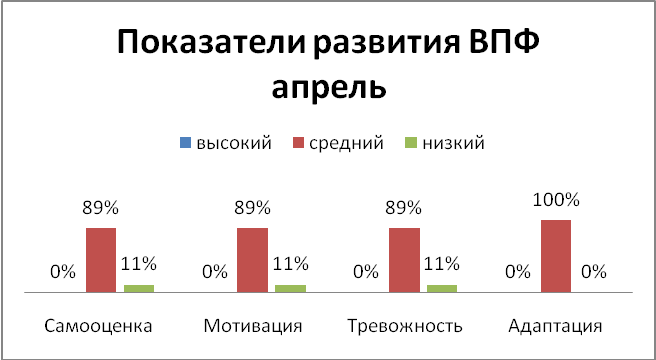 Показатели развития ВПФ
апрель
высокий средний низкий
89% 89% 89% 100%
0% 11% 0% 11% 0% 11% 0% 0%
Самооценка Мотивация Тревожность Адаптация